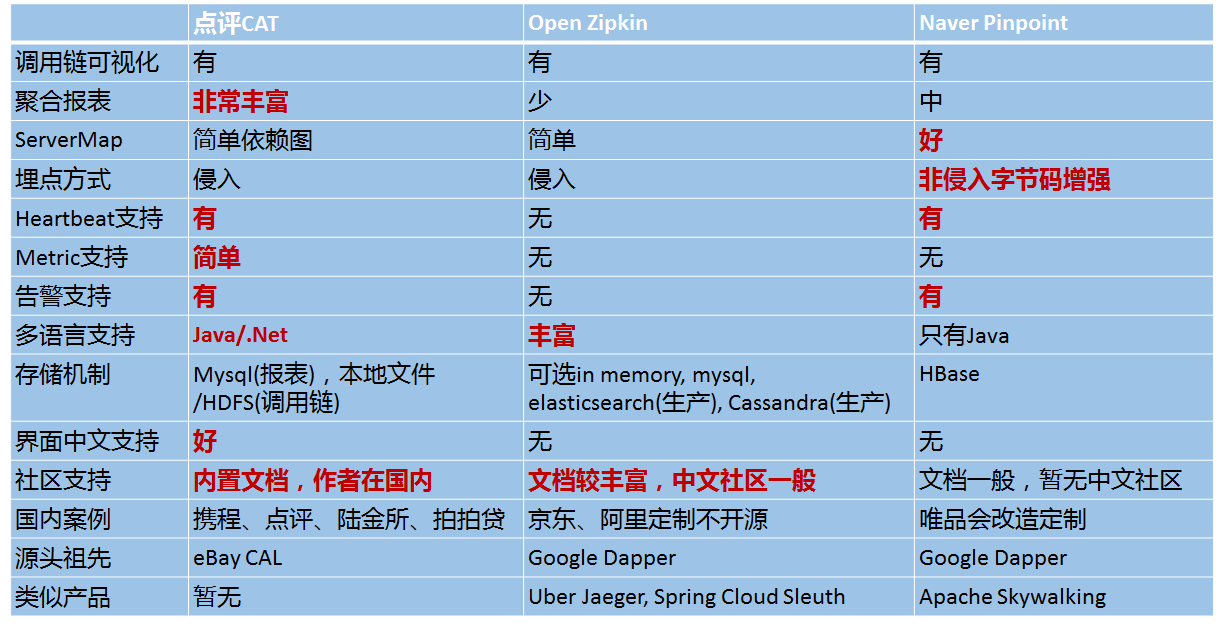 点评CAT Open Zipkin Naver Pinpoint
调用链可视化 有 有 有
聚合报表 非常丰富 少 中
ServerMap 简单依赖图 简单 好
埋点方式 侵入 侵入 非侵入字节码增强
Heartbeat支持 有 无 有
Metric支持 简单 无 无
告警支持 有 无 有
多语言支持 Java/.Net 丰富 只有Java
存储机制 Mysql(报表)，本地文件 可选in memory, mysql, HBase
/HDFS(调用链) elasticsearch(生产), Cassandra(生产)
界面中文支持 好 无 无
社区支持 内置文档，作者在国内 文档较丰富，中文社区一般 文档一般，暂无中文社区
国内案例 携程、点评、陆金所、拍拍贷 京东、阿里定制不开源 唯品会改造定制
源头祖先 eBay CAL Google Dapper Google Dapper
类似产品 暂无 Uber Jaeger, Spring Cloud Sleuth Apache Skywalking